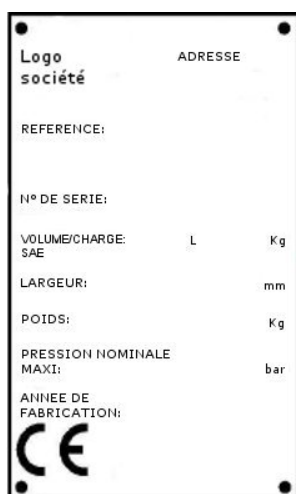 Logo ADRESSE
société
REFERENCE:
Nº DE SERIE:
VOLUME/CHARGE: L Kg
SAE
LARGEUR: mm
POIDS: Kg
PRESSION NOMINALE
MAXI: bar
ANNEE DE
FABRICATION:
CE